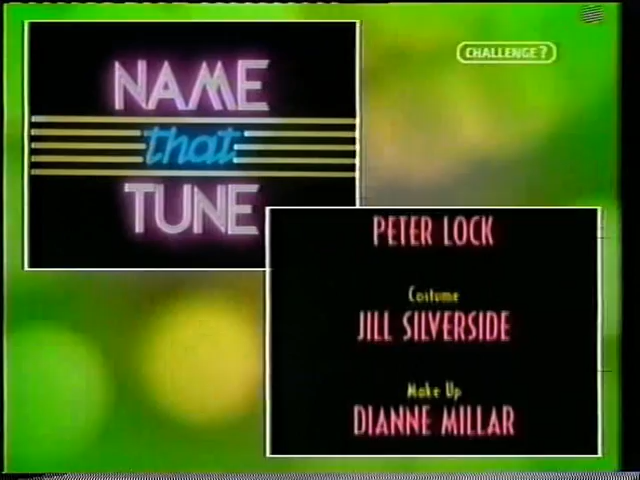 NAME
that
TUNE
CHALLENGE?
PETER LOCK
Costume
JILL SILVERSIDE
Make Up
DIANNE MILLAR